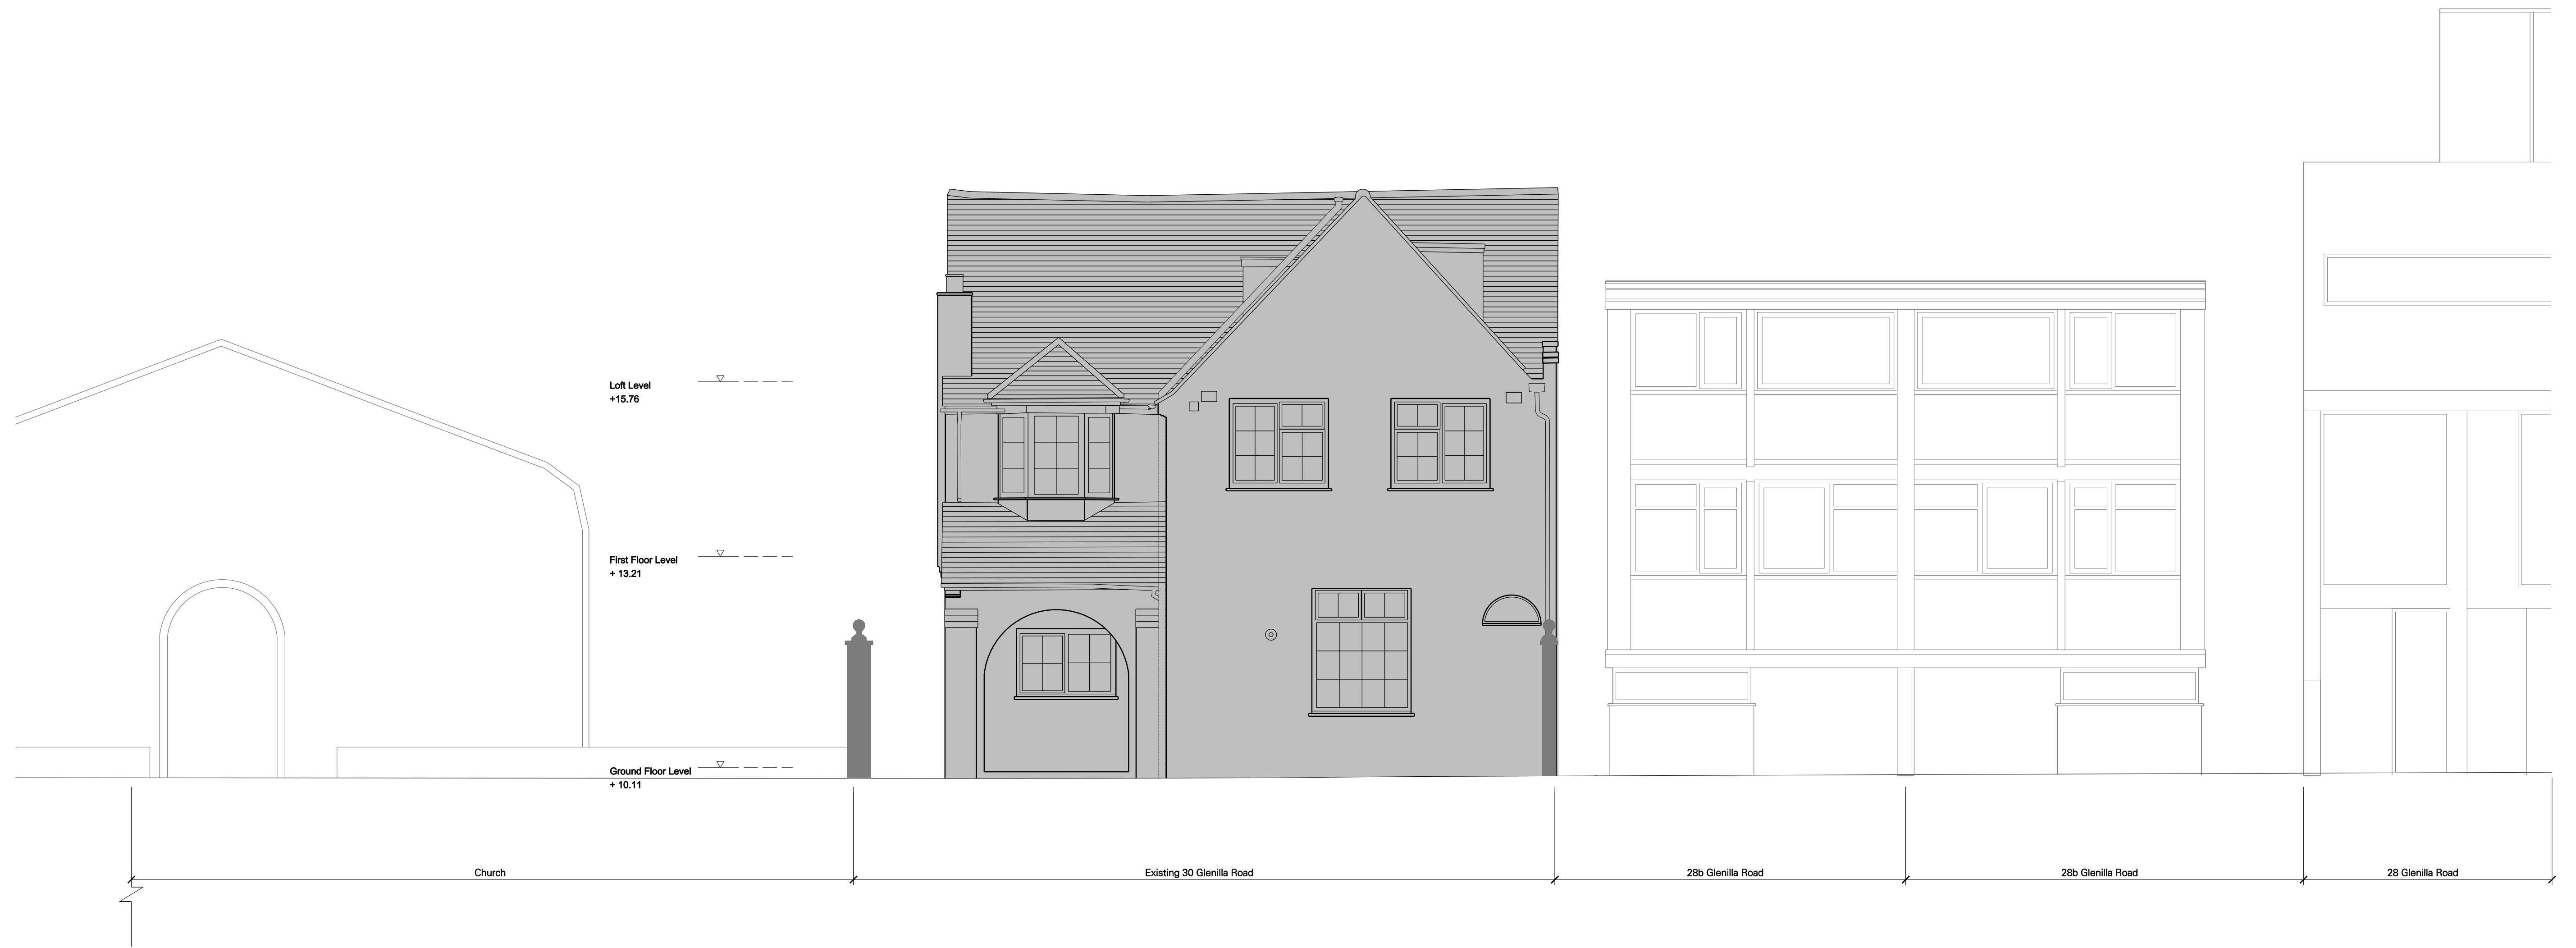 Loft Level
+15.76
First Floor Level
+ 13.21
Ground Floor Level
+ 10.11
Church
Existing 30 Glenilla Road
28b Glenilla Road
28b Glenilla Road
28 Glenilla Road